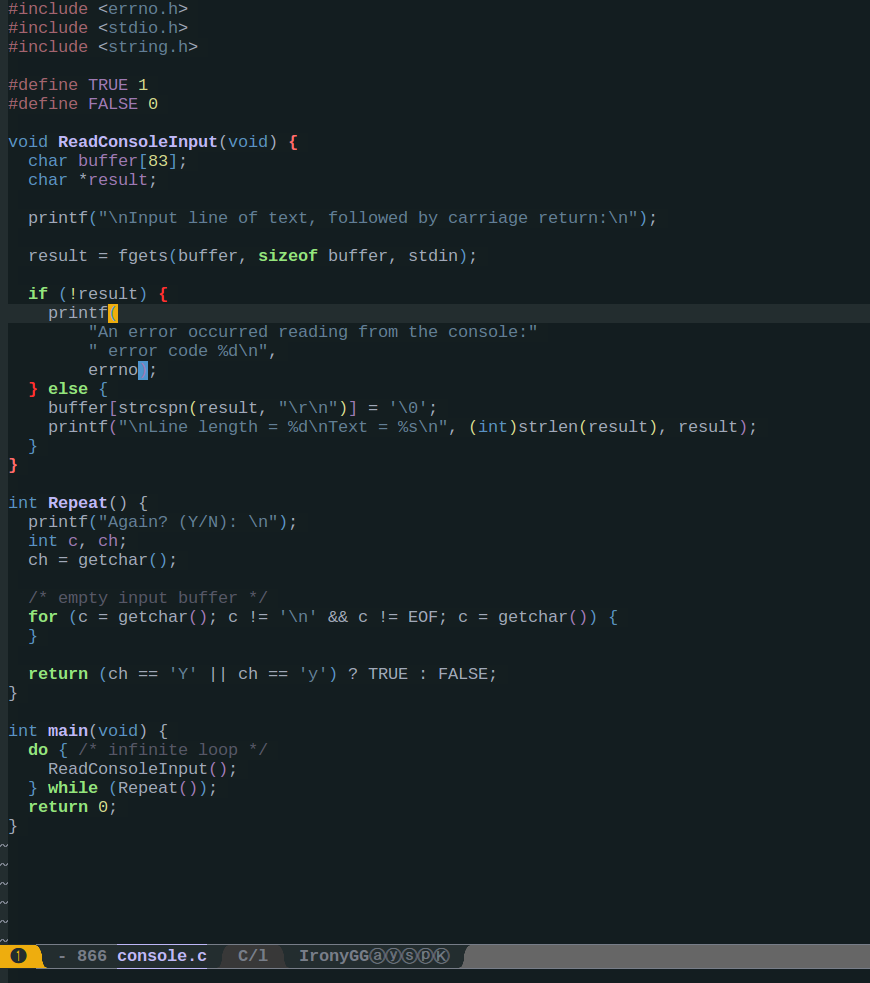 #include <errno.h>
#include <stdio.h>
#include <string.h>

#define TRUE 1
#define FALSE 0

void ReadConsoleInput(void) {
  char buffer[83];
  char *result;

  printf("\nInput line of text, followed by carriage return:\n");

  result = fgets(buffer, sizeof buffer, stdin);

  if (!result) {
    printf(
        "An error occurred reading from the console:"
        " error code %d\n",
        errno);
  } else {
    buffer[strcspn(result, "\r\n")] = '\0';
    printf("\nLine length = %d\nText = %s\n", (int)strlen(result), result);
  }
}

int Repeat() {
  printf("Again? (Y/N): \n");
  int c, ch;
  ch = getchar();

  /* empty input buffer */
  for (c = getchar(); c != '\n' && c != EOF; c = getchar()) {
  }

  return (ch == 'Y' || ch == 'y') ? TRUE : FALSE;
}

int main(void) {
  do { /* infinite loop */
    ReadConsoleInput();
  } while (Repeat());
  return 0;
}
~
~
~
~
~
~
❶ - 866 console.c C/l IronyGGⓐⓨⓢⓟⓀ